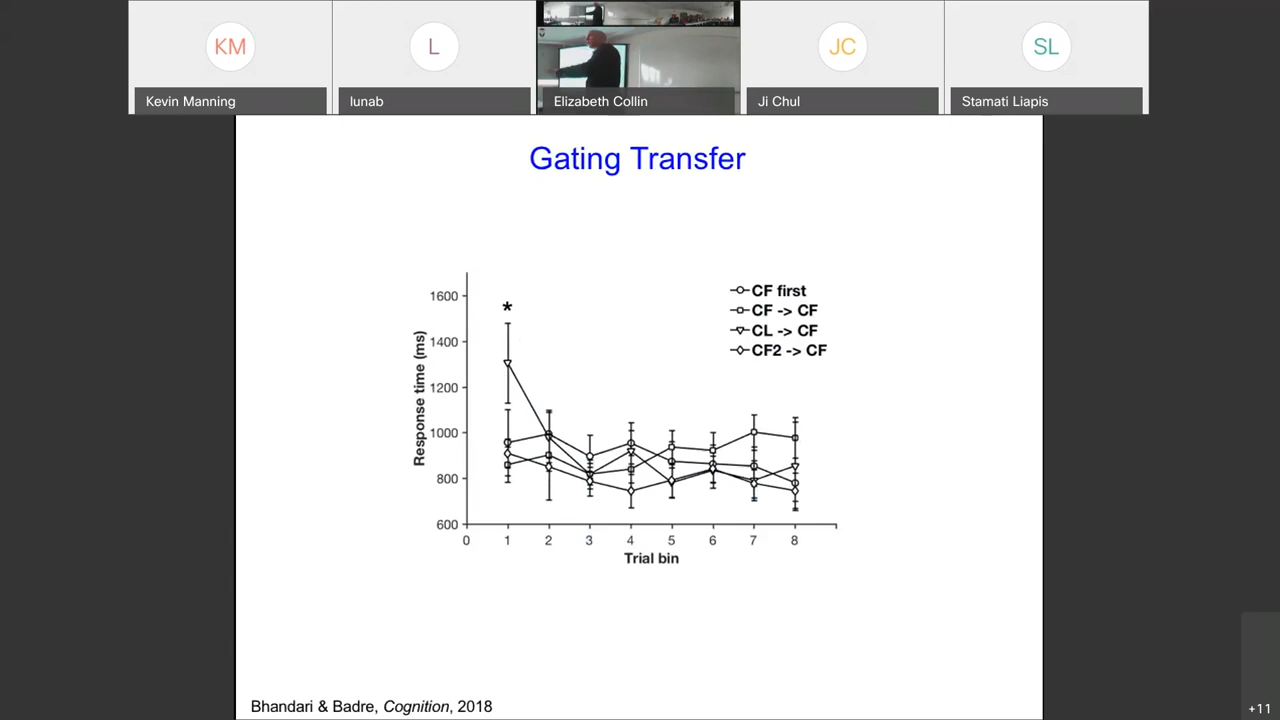 KM
L
JC
SL
Kevin Manning
lunab
Elizabeth Collin
Ji Chul
Stamati Liapis
Gating Transfer
CF first
CF -> CF
CL -> CF
CF2 -> CF
*
Response time (ms)
1600
1400
1200
1000
800
600
0 1 2 3 4 5 6 7 8
Trial bin
Bhandari & Badre, Cognition, 2018
+11